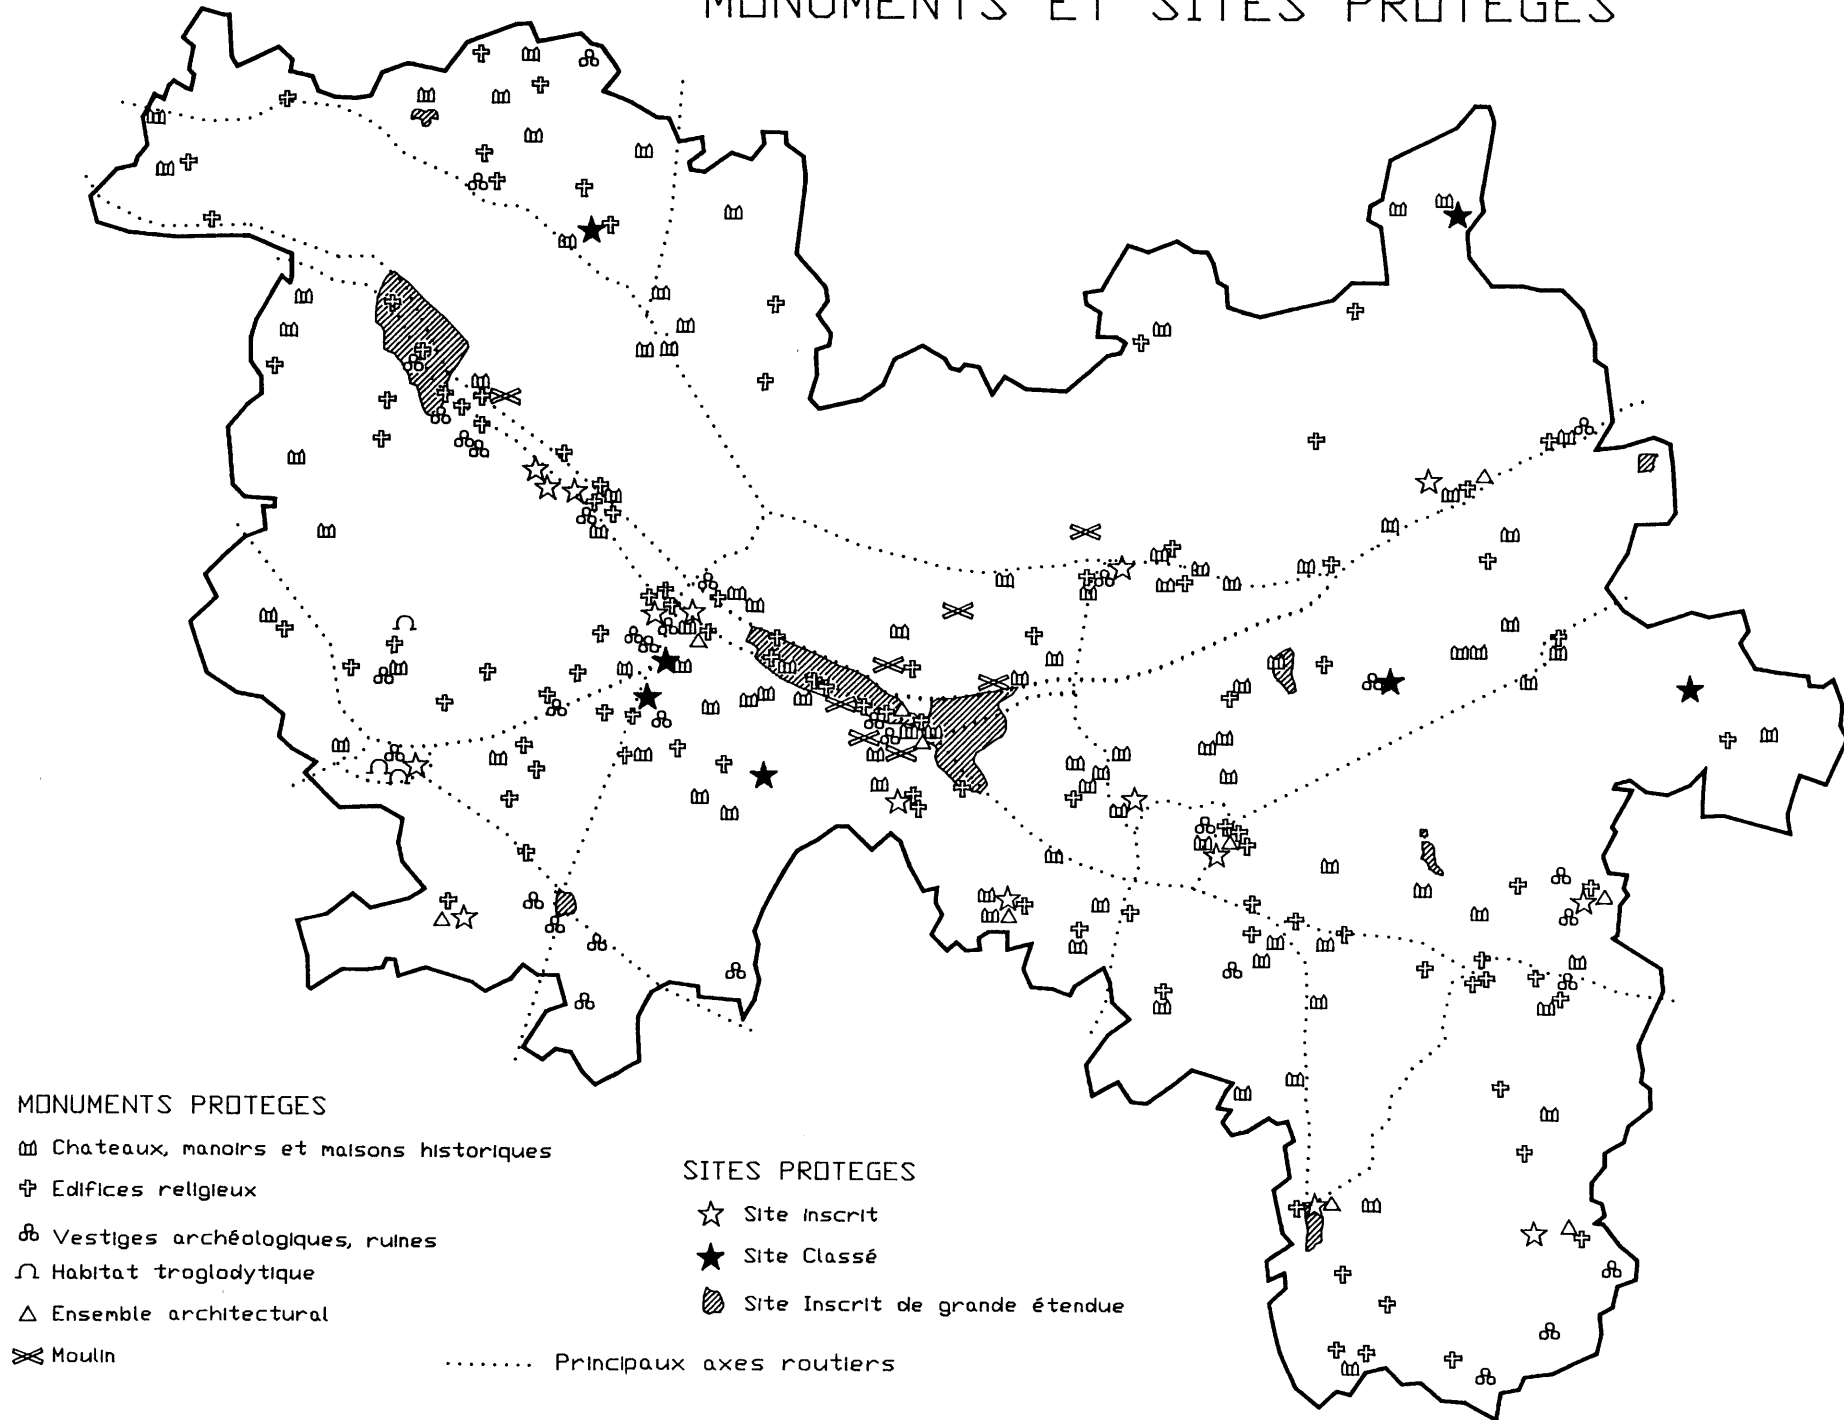 MONUMENTS ET SITES PROTEGES
MONUMENTS PROTEGES
Chateaux, manoirs et maisons historiques
Edifices religieux
Vestiges archéologiques, ruines
Habitat troglodytique
Ensemble architectural
Moulin
SITES PROTEGES
Site inscrit
Site Classé
Site Inscrit de grande étendue
Principaux axes routiers